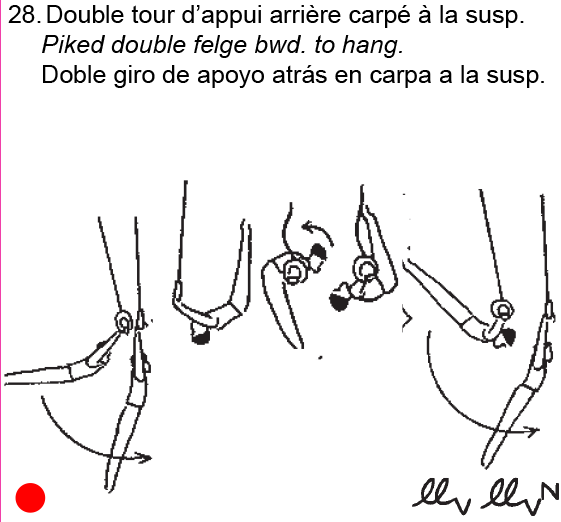 28. Double tour d’appui arrière carpé à la susp.
Piked double felge bwd. to hang.
Doble giro de apoyo atrás en carpa a la susp.